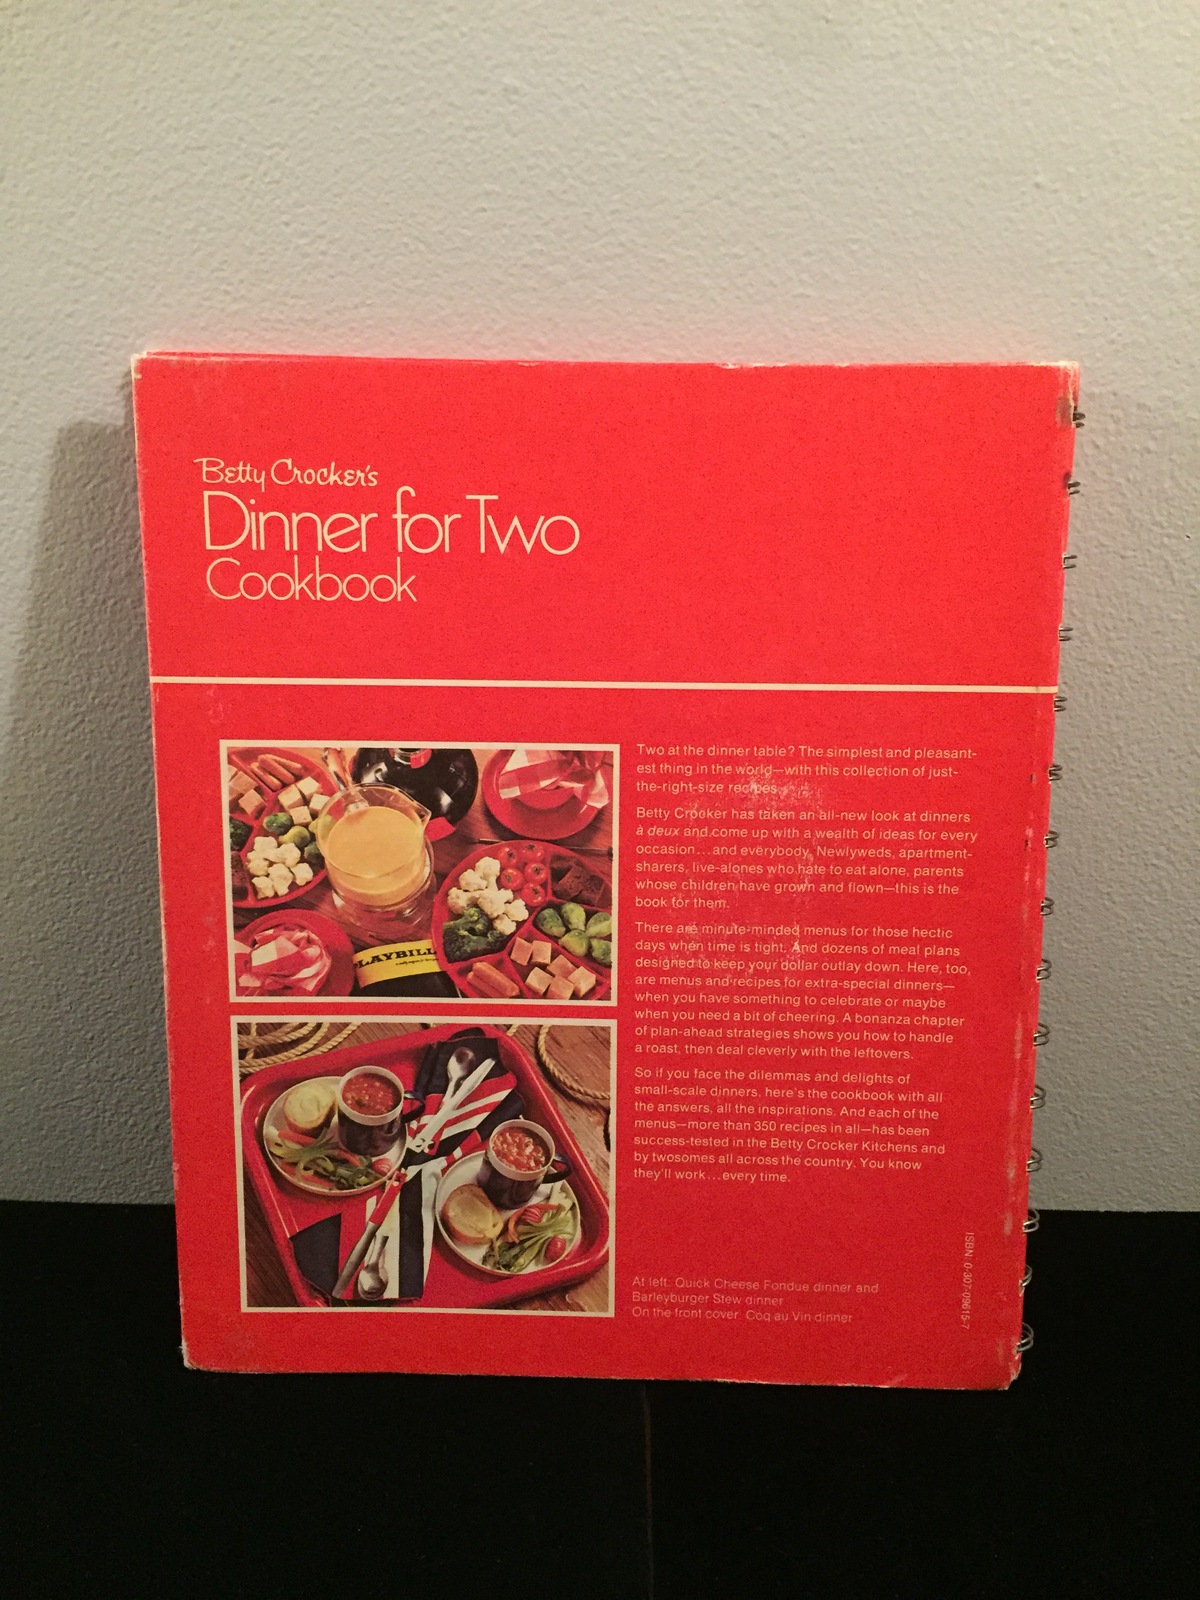 Betty Crocker's
Dinner for Two
Cookbook
Two at the dinner table? The simplest and pleasant-
est thing in the world—with this collection of just-
the-right-size recipes.
Betty Crocker has taken an all-new look at dinners
à deux and come up with a wealth of ideas for every
occasion...and everybody. Newlyweds, apartment-
sharers, live-alones who hate to eat alone, parents
whose children have grown and flown—this is the
book for them.
There are minute-minded menus for those hectic
days when time is tight. And dozens of meal plans
designed to keep your dollar outlay down. Here, too,
are menus and recipes for extra-special dinners—
when you have something to celebrate or maybe
when you need a bit of cheering. A bonanza chapter
of plan-ahead strategies shows you how to handle
a roast, then deal cleverly with the leftovers.
So if you face the dilemmas and delights of
small-scale dinners, here's the cookbook with all
the answers, all the inspirations. And each of the
menus—more than 350 recipes in all—has been
success-tested in the Betty Crocker Kitchens and
by twosomes all across the country. You know
they'll work...every time.
At left: Quick Cheese Fondue dinner and
Barleyburger Stew dinner
On the front cover: Coq au Vin dinner
ISBN: 0-307-09615-7
PLAYBILL